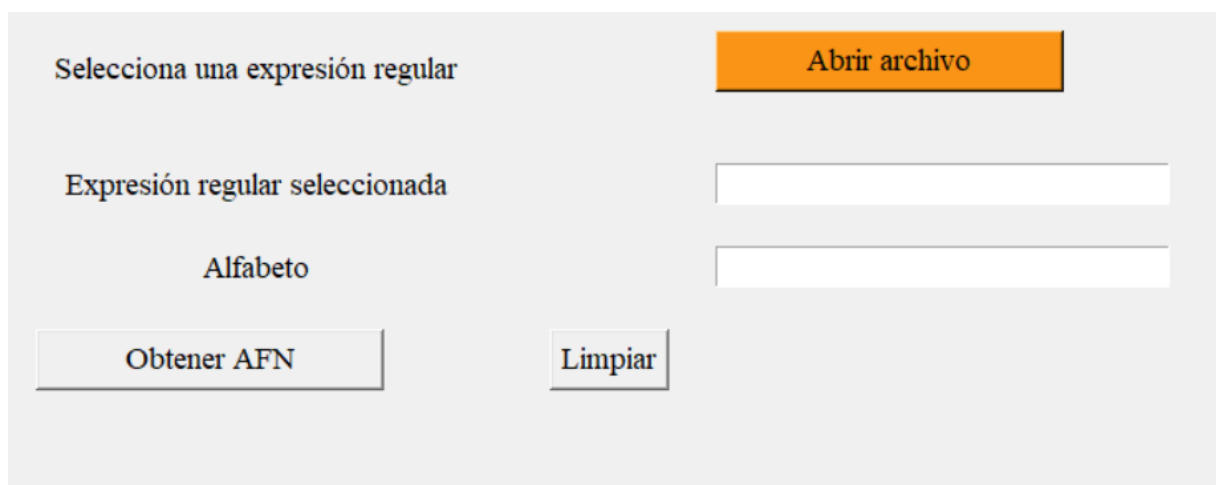 Selecciona una expresión regular
Abrir archivo
Expresión regular seleccionada
Alfabeto
Obtener AFN
Limpiar